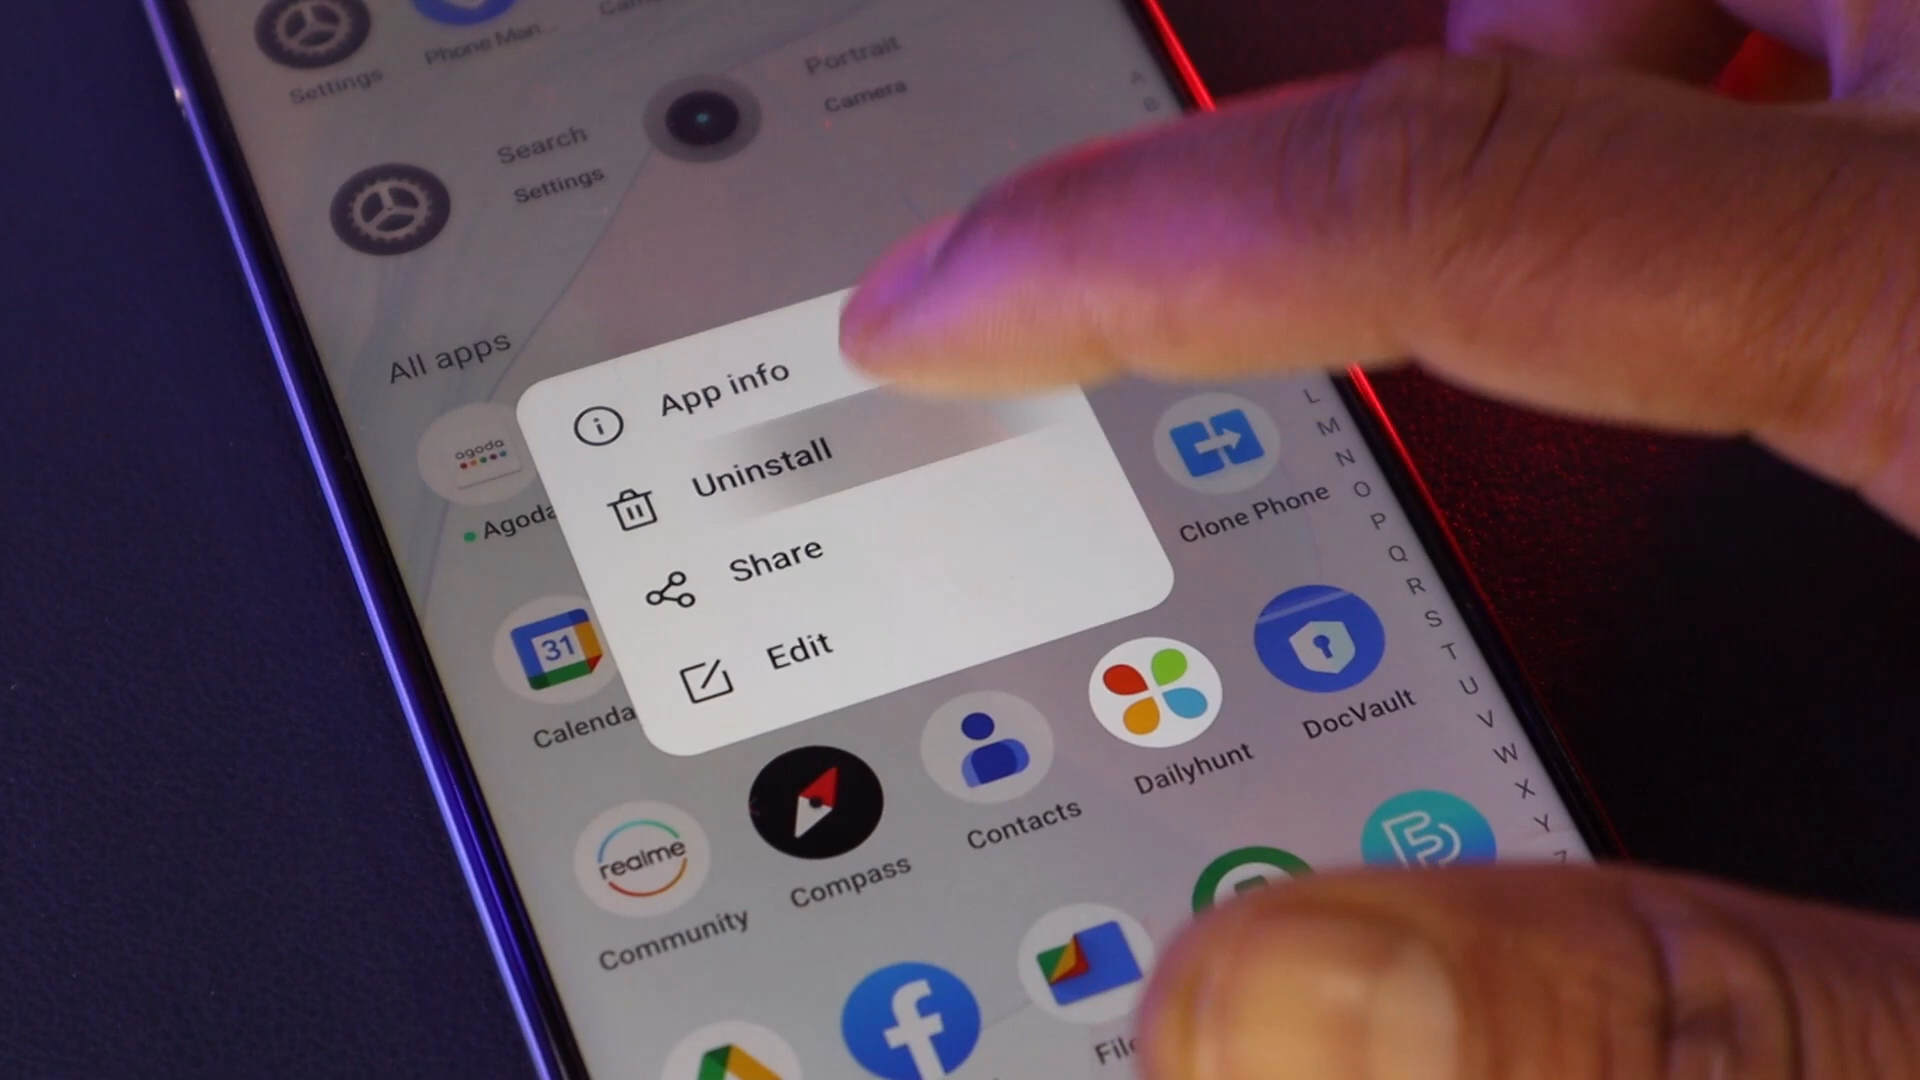 Settings
Phone Man...
Portrait
Camera
Search
Settings
A
B
All apps
App info
Uninstall
Share
Edit
agoda
Agoda
31
Calenda
Clone Phone
L
M
N
O
P
Q
R
S
T
U
V
W
X
Y
Z
DocVault
Dailyhunt
Contacts
Compass
realme
Community
f